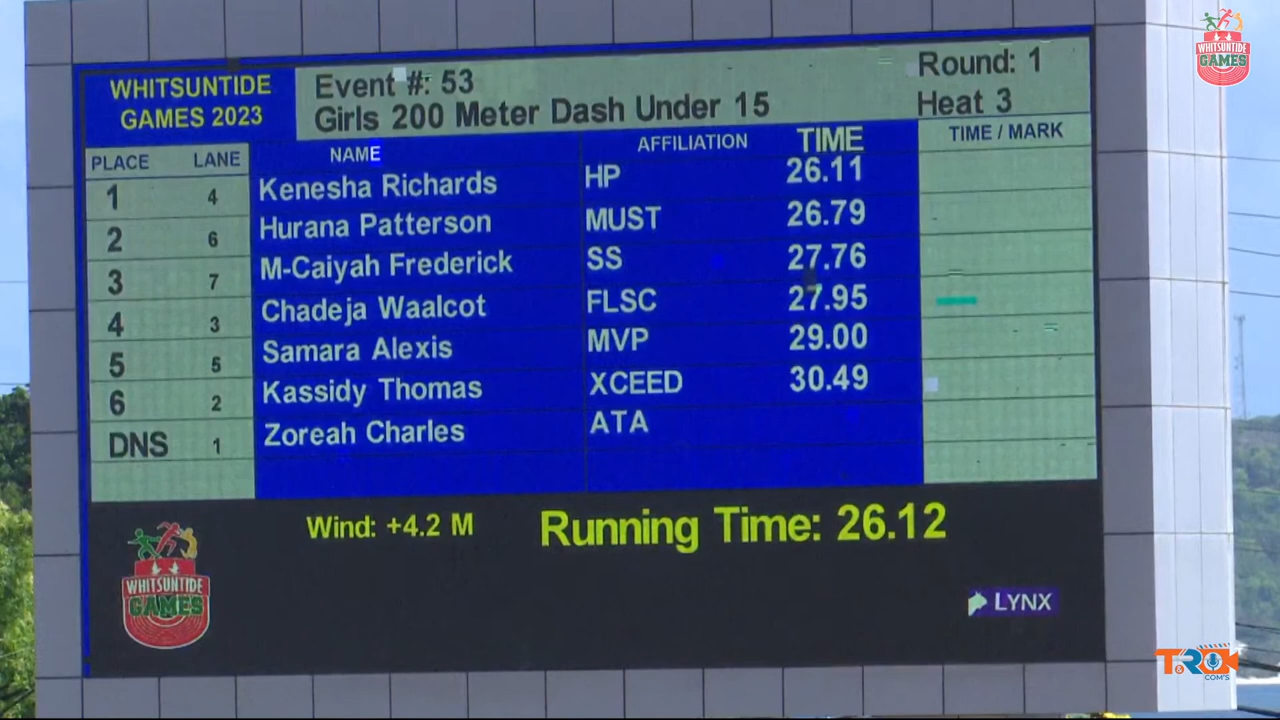 WHITSUNTIDE
GAMES 2023
Event #: 53
Girls 200 Meter Dash Under 15
Round: 1
Heat 3
PLACE LANE NAME AFFILIATION TIME TIME / MARK
1 4 Kenesha Richards HP 26.11
2 6 Hurana Patterson MUST 26.79
3 7 M-Caiyah Frederick SS 27.76
4 3 Chadeja Waalcot FLSC 27.95
5 5 Samara Alexis MVP 29.00
6 2 Kassidy Thomas XCEED 30.49
DNS 1 Zoreah Charles ATA
Wind: +4.2 M Running Time: 26.12
WHITSUNTIDE
GAMES
LYNX
WHITSUNTIDE
GAMES
T&R
COM'S